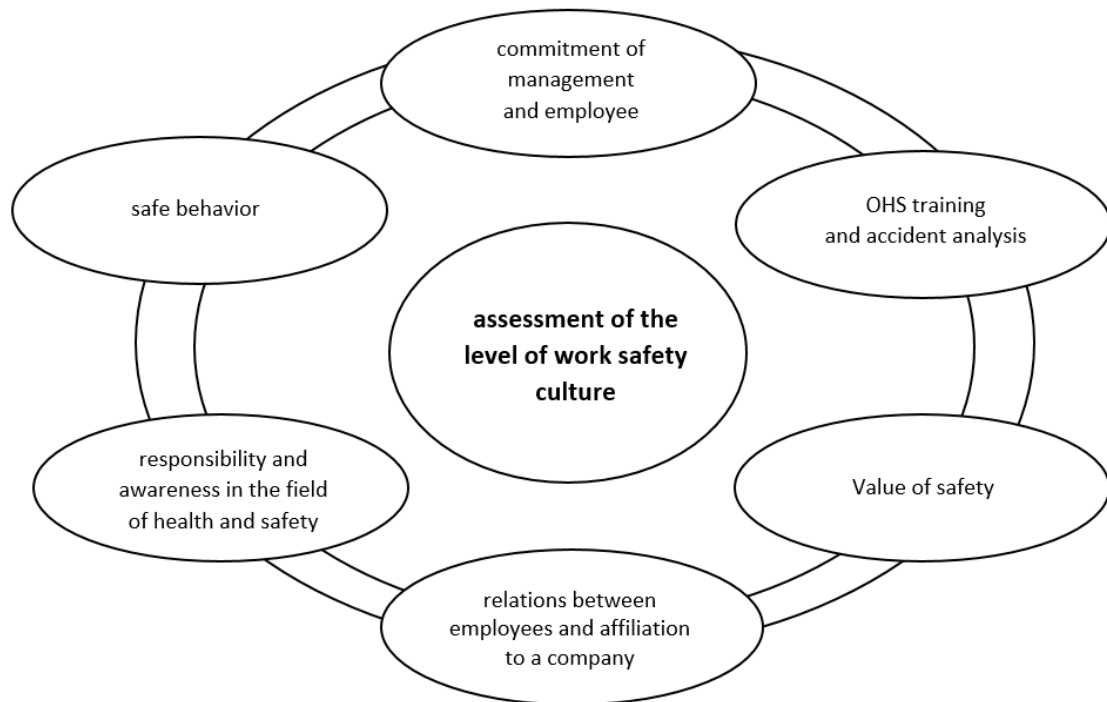 commitment of
management
and employee
safe behavior
OHS training
and accident analysis
assessment of the
level of work safety
culture
responsibility and
awareness in the field
of health and safety
Value of safety
relations between
employees and affiliation
to a company